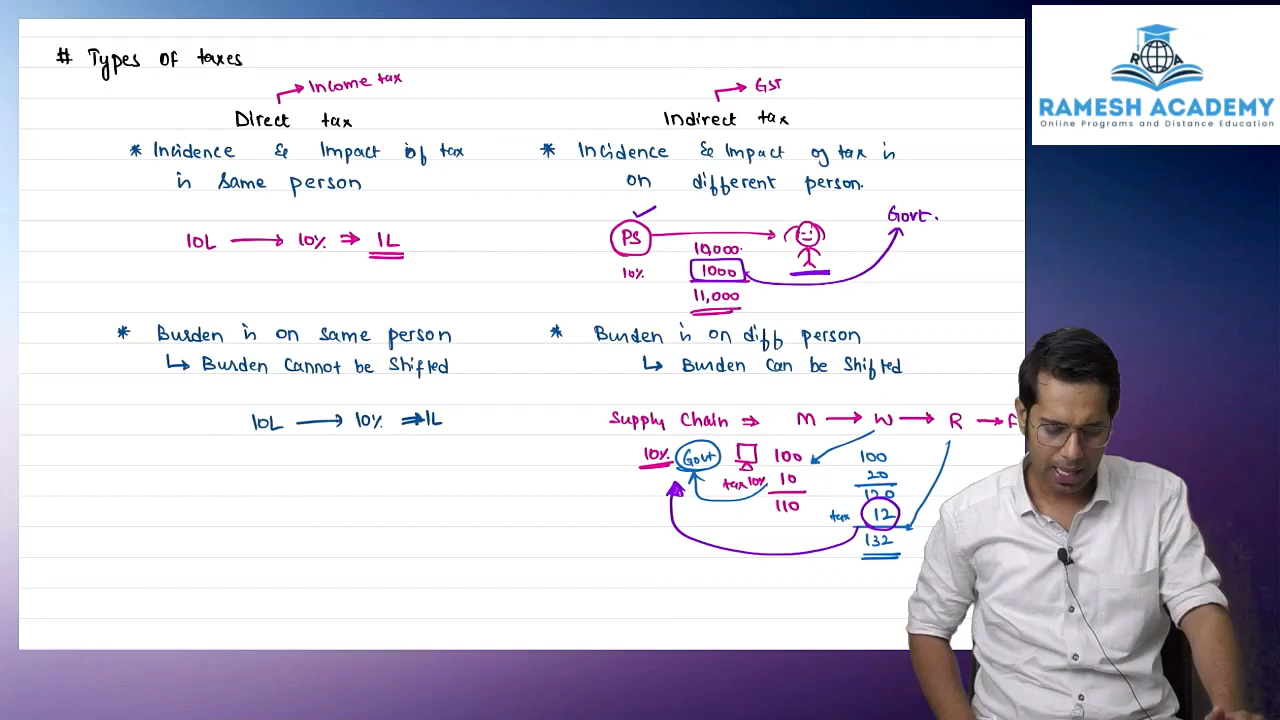 # Types of taxes
Income tax
Direct tax
* Incidence & Impact of tax
in same person
10L → 10% ⇒ 1L
* Burden is on same person
↳ Burden Cannot be Shifted
10L → 10% ⇒ 1L
GST
Indirect tax
* Incidence & Impact of tax is
on different person.
PS
Govt.
10%
10,000.
1000
11,000
* Burden is on diff person
↳ Burden Can be Shifted
Supply Chain ⇒ M → W → R → F
10% Govt
100
tax 10% 10
110
100
20
120
tax 12
132
RA
RAMESH ACADEMY
Online Programs and Distance Education